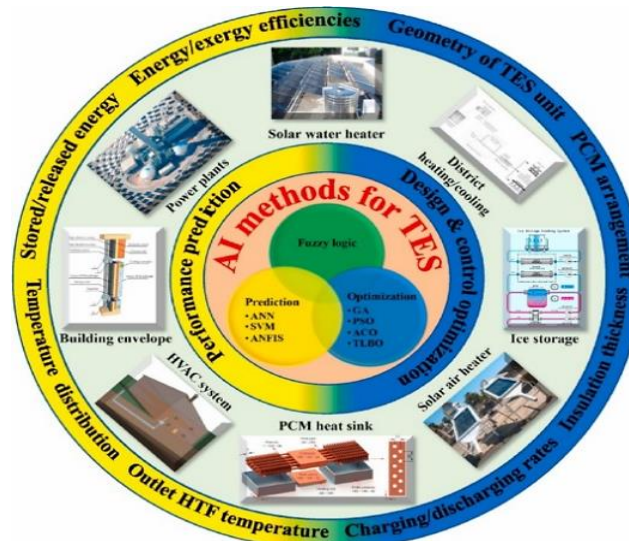 Energy/exergy efficiencies
Geometry of TES unit
PCM arrangement
Insulation thickness
Charging/discharging rates
Outlet HTF temperature
Temperature distribution
Stored/released energy
Solar water heater
District
heating/cooling
Ice storage
Solar air heater
PCM heat sink
HVAC system
Building envelope
Power plants
Performance prediction
Design & control optimization
AI methods for TES
Fuzzy logic
Prediction
•ANN
•SVM
•ANFIS
Optimization
•GA
•PSO
•ACO
•TLBO